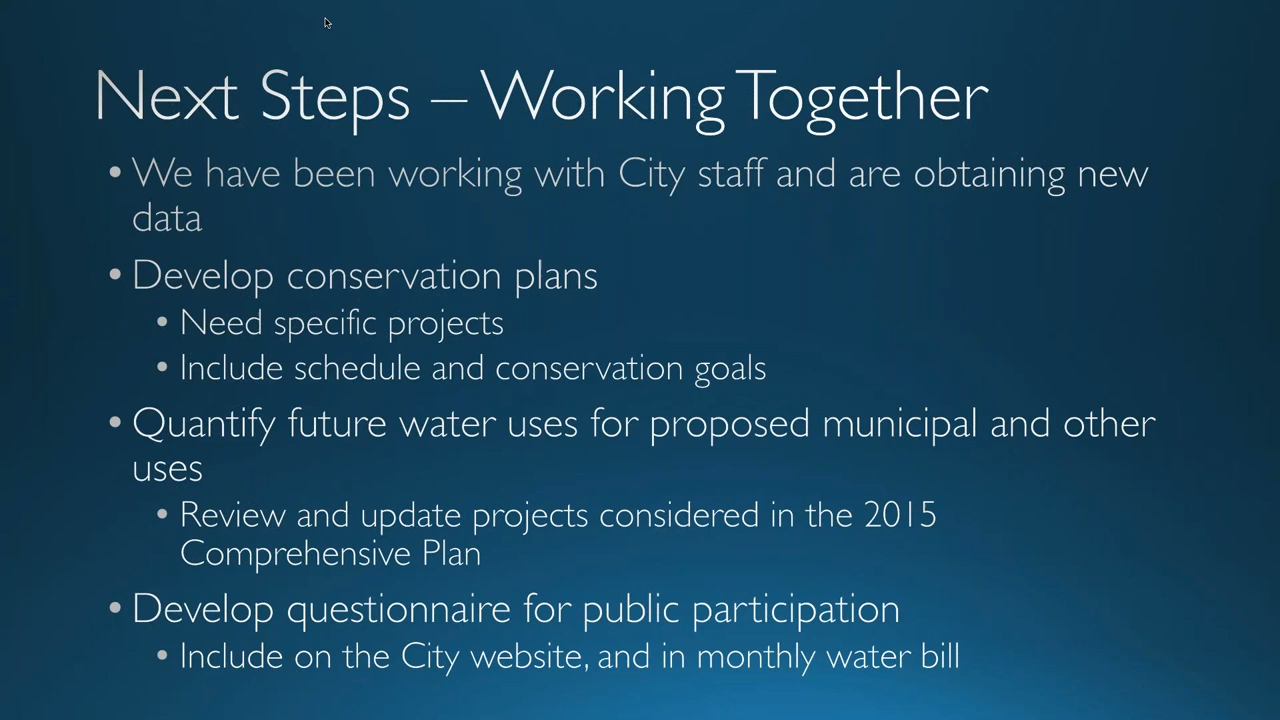 Next Steps – Working Together
• We have been working with City staff and are obtaining new
data
• Develop conservation plans
• Need specific projects
• Include schedule and conservation goals
• Quantify future water uses for proposed municipal and other
uses
• Review and update projects considered in the 2015
Comprehensive Plan
• Develop questionnaire for public participation
• Include on the City website, and in monthly water bill